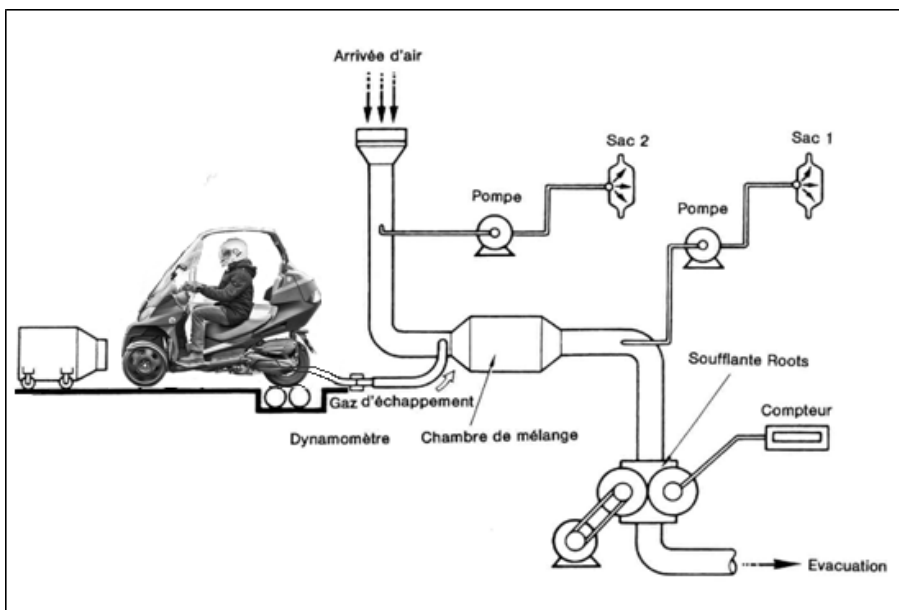 Arrivée d'air
Sac 2
Sac 1
Pompe
Pompe
Soufflante Roots
Gaz d'échappement
Compteur
Dynamomètre
Chambre de mélange
Evacuation